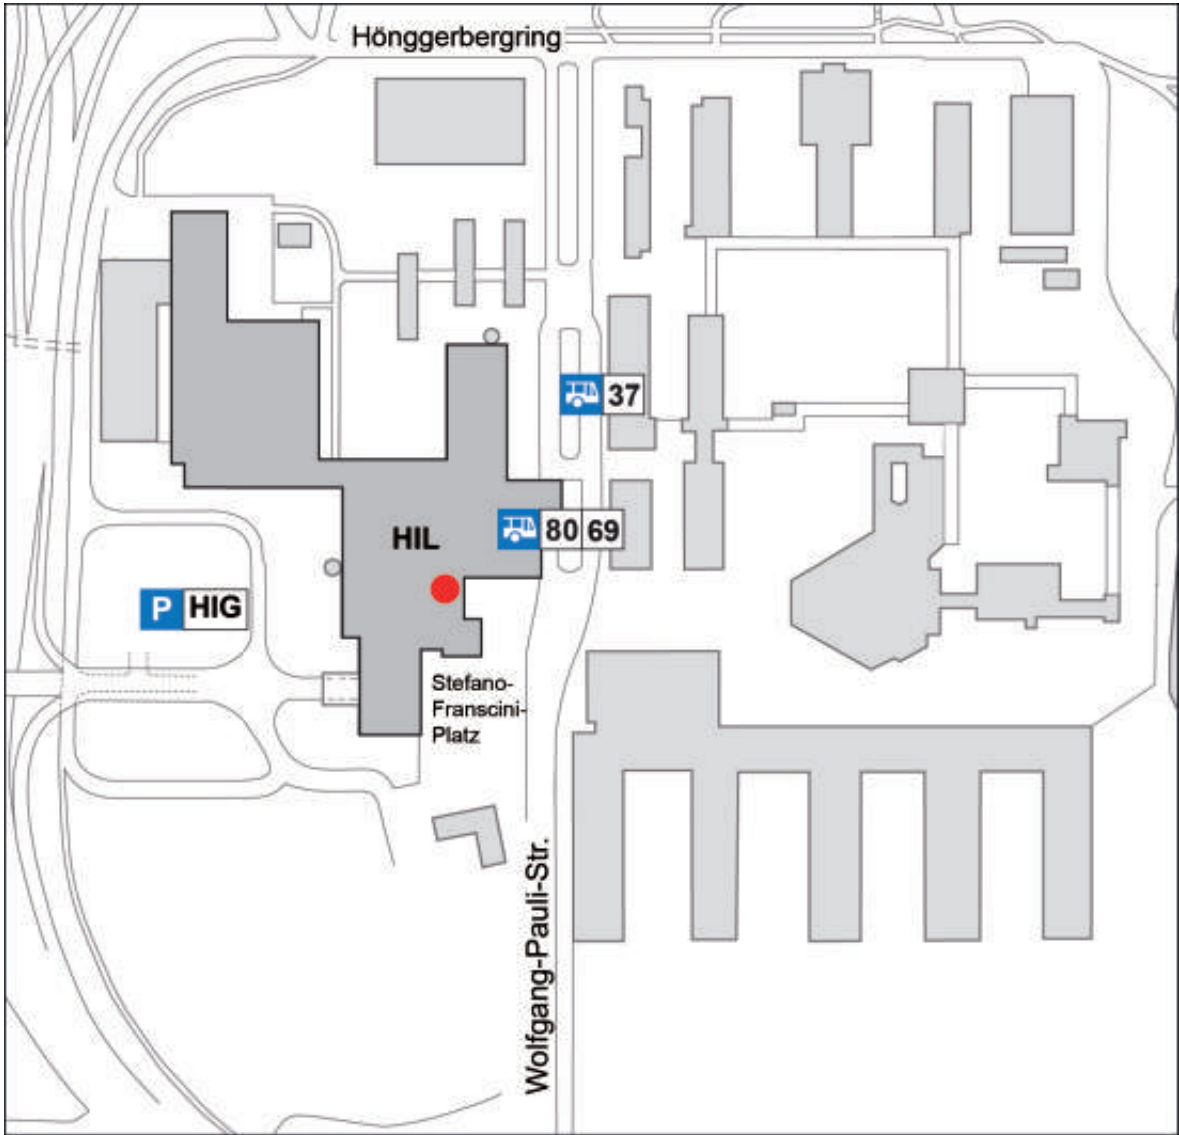 Hönggerbergring
37
80 69
HIL
P HIG
Stefano-
Franscini-
Platz
Wolfgang-Pauli-Str.